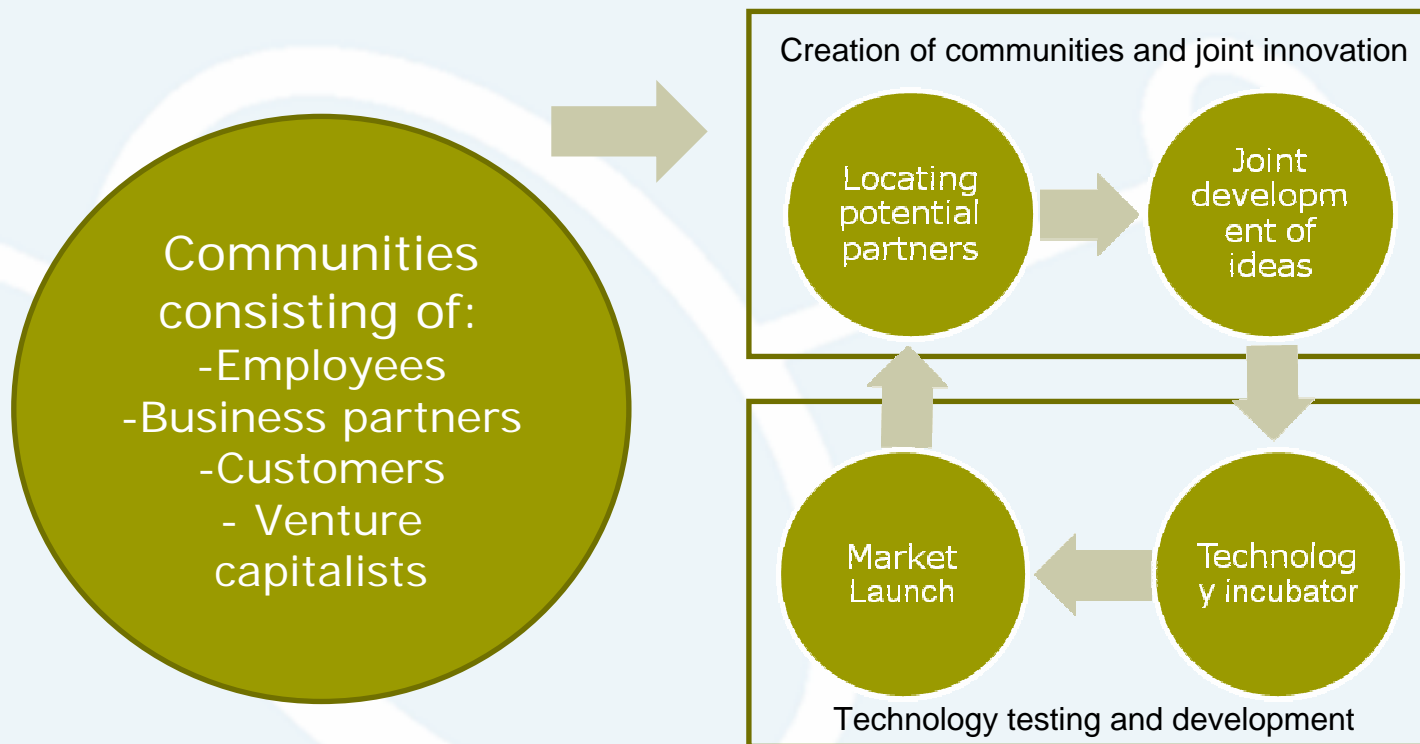 Creation of communities and joint innovation
Communities
consisting of:
-Employees
-Business partners
-Customers
- Venture
capitalists
Locating
potential
partners
Joint
developm
ent of
ideas
Market
Launch
Technolog
y incubator
Technology testing and development